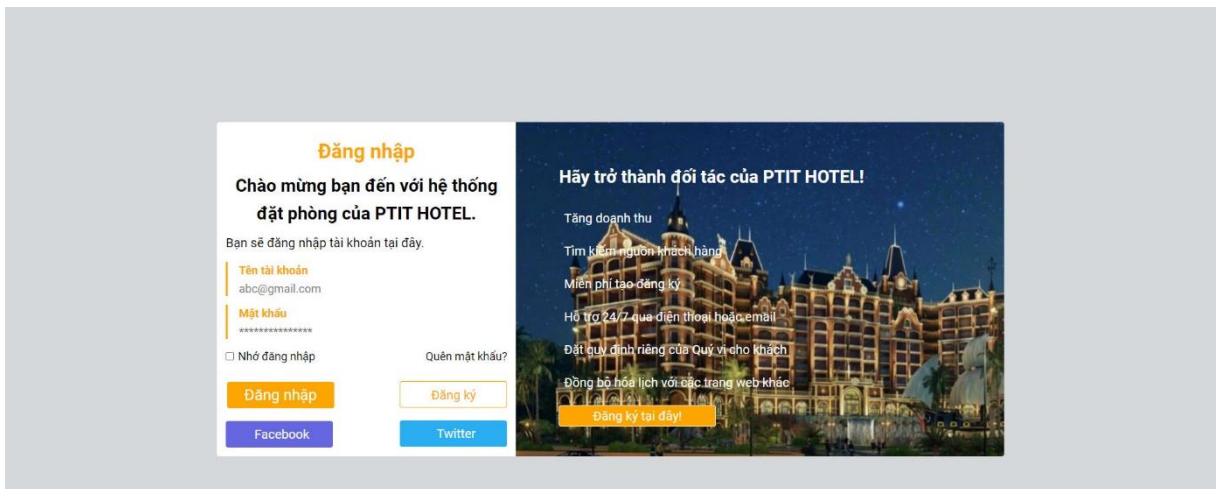 Đăng nhập
Chào mừng bạn đến với hệ thống
đặt phòng của PTIT HOTEL.
Bạn sẽ đăng nhập tài khoản tại đây.
Tên tài khoản
abc@gmail.com
Mật khẩu
***************
Nhớ đăng nhập
Quên mật khẩu?
Đăng nhập
Đăng ký
Facebook
Twitter
Hãy trở thành đối tác của PTIT HOTEL!
Tăng doanh thu
Tìm kiếm nguồn khách hàng
Miễn phí tạo đăng ký
Hỗ trợ 24/7 qua điện thoại hoặc email
Đặt quy định riêng của Quý vị cho khách
Đồng bộ hóa lịch với các trang web khác
Đăng ký tại đây!